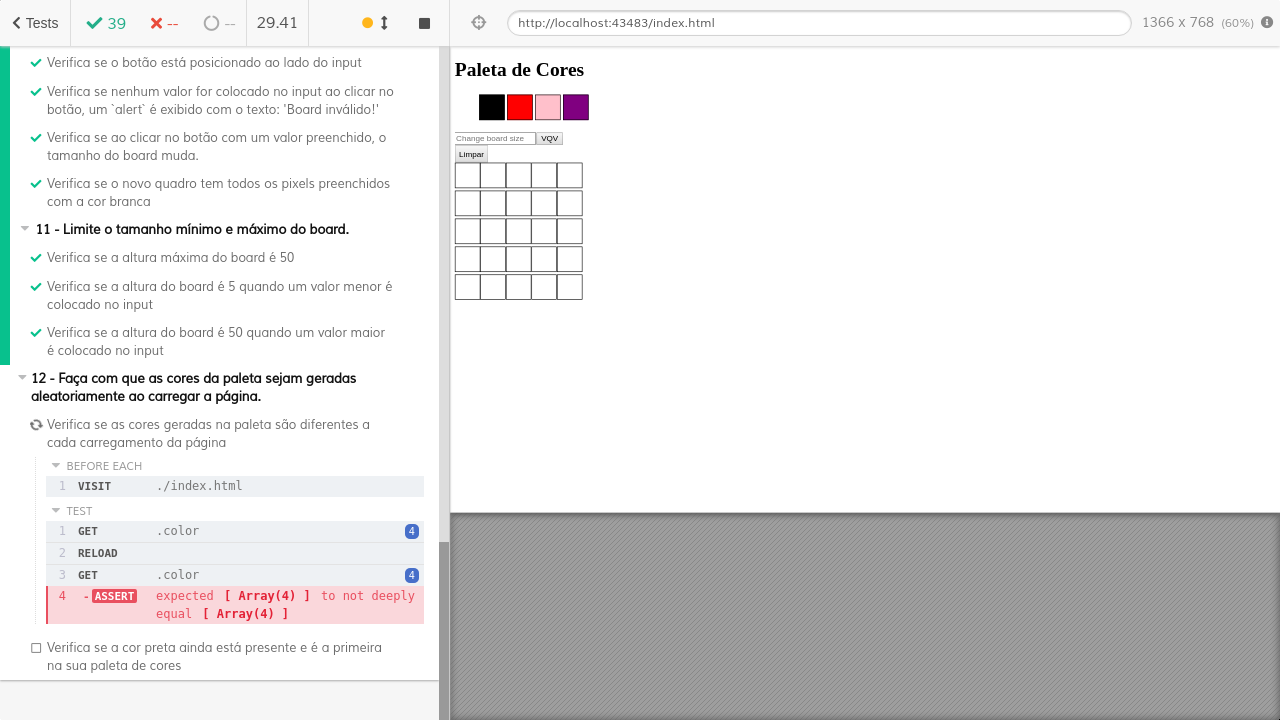 Tests
39
--
--
29.41
http://localhost:43483/index.html
1366 x 768 (60%)
Verifica se o botão está posicionado ao lado do input
Verifica se nenhum valor for colocado no input ao clicar no
botão, um `alert` é exibido com o texto: 'Board inválido!'
Verifica se ao clicar no botão com um valor preenchido, o
tamanho do board muda.
Verifica se o novo quadro tem todos os pixels preenchidos
com a cor branca
11 - Limite o tamanho mínimo e máximo do board.
Verifica se a altura máxima do board é 50
Verifica se a altura do board é 5 quando um valor menor é
colocado no input
Verifica se a altura do board é 50 quando um valor maior
é colocado no input
12 - Faça com que as cores da paleta sejam geradas
aleatoriamente ao carregar a página.
Verifica se as cores geradas na paleta são diferentes a
cada carregamento da página
BEFORE EACH
1 VISIT ./index.html
TEST
1 GET .color 4
2 RELOAD
3 GET .color 4
4 -ASSERT expected [ Array(4) ] to not deeply
equal [ Array(4) ]
Verifica se a cor preta ainda está presente e é a primeira
na sua paleta de cores
Paleta de Cores
Change board size VQV
Limpar